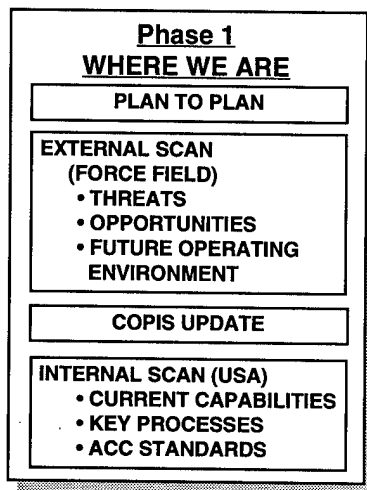 Phase 1
WHERE WE ARE
PLAN TO PLAN
EXTERNAL SCAN
(FORCE FIELD)
• THREATS
• OPPORTUNITIES
• FUTURE OPERATING
ENVIRONMENT
COPIS UPDATE
INTERNAL SCAN (USA)
• CURRENT CAPABILITIES
• KEY PROCESSES
• ACC STANDARDS